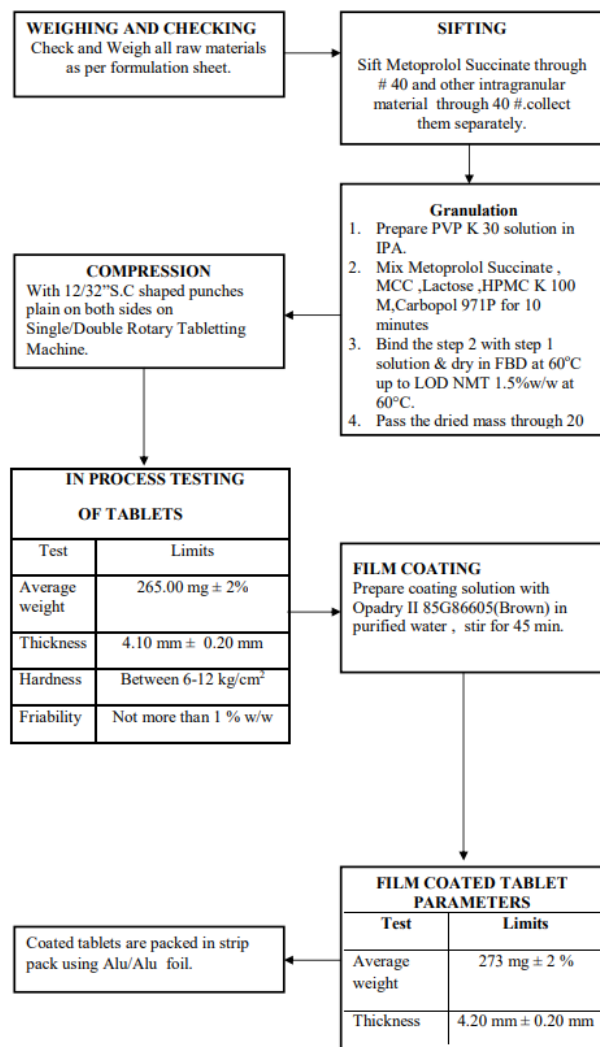 WEIGHING AND CHECKING
Check and Weigh all raw materials
as per formulation sheet.
SIFTING
Sift Metoprolol Succinate through
# 40 and other intragranular
material through 40 #.collect
them separately.
Granulation
1. Prepare PVP K 30 solution in
IPA.
2. Mix Metoprolol Succinate ,
MCC ,Lactose ,HPMC K 100
M,Carbopol 971P for 10
minutes
3. Bind the step 2 with step 1
solution & dry in FBD at 60°C
up to LOD NMT 1.5%w/w at
60°C.
4. Pass the dried mass through 20
COMPRESSION
With 12/32”S.C shaped punches
plain on both sides on
Single/Double Rotary Tabletting
Machine.
IN PROCESS TESTING
OF TABLETS
Test Limits
Average 265.00 mg ± 2%
weight
Thickness 4.10 mm ± 0.20 mm
Hardness Between 6-12 kg/cm²
Friability Not more than 1 % w/w
FILM COATING
Prepare coating solution with
Opadry II 85G86605(Brown) in
purified water , stir for 45 min.
FILM COATED TABLET
PARAMETERS
Test Limits
Average 273 mg ± 2 %
weight
Thickness 4.20 mm ± 0.20 mm
Coated tablets are packed in strip
pack using Alu/Alu foil.